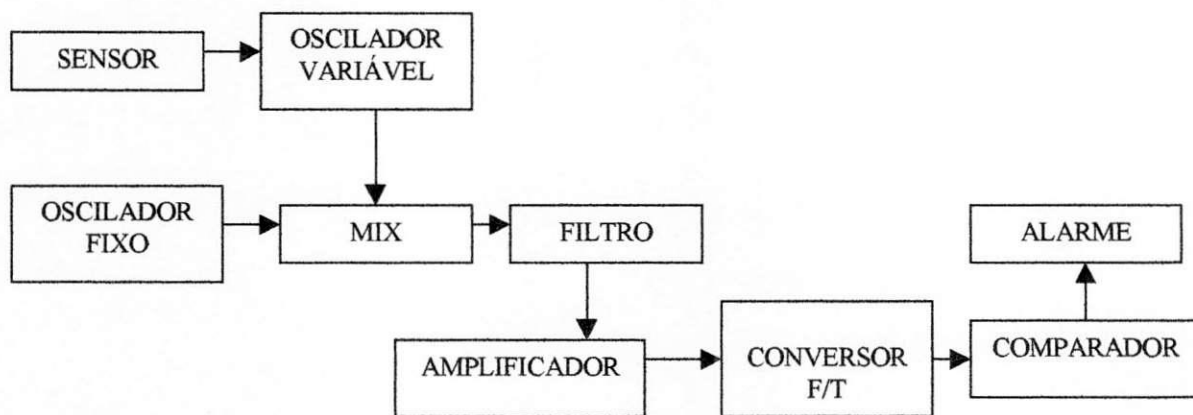 SENSOR
OSCILADOR
VARIÁVEL
OSCILADOR
FIXO
MIX
FILTRO
ALARME
AMPLIFICADOR
CONVERSOR
F/T
COMPARADOR